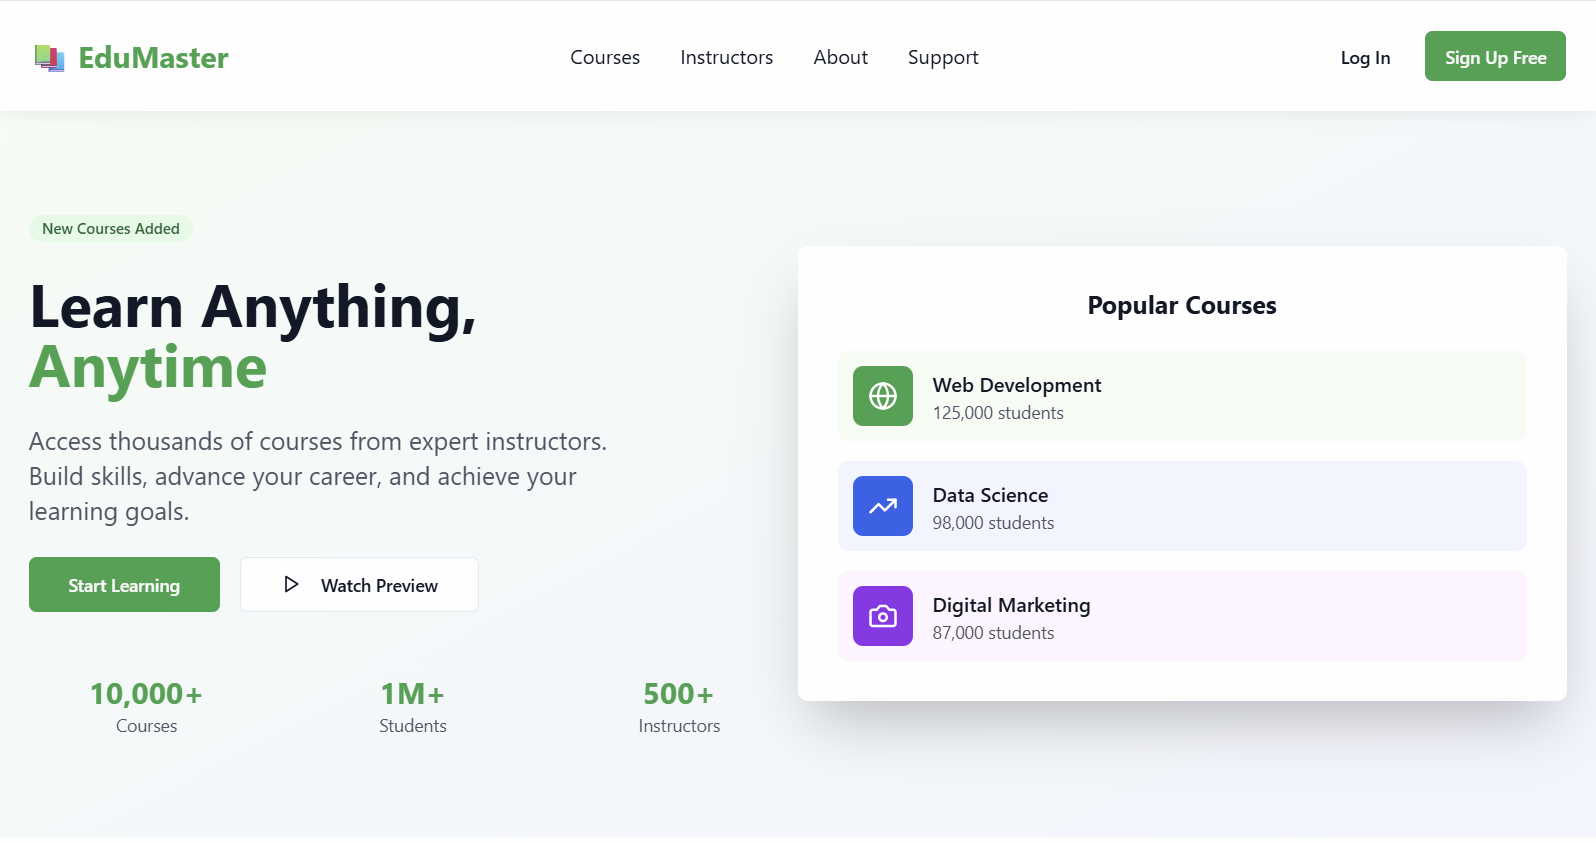 EduMaster
Courses
Instructors
About
Support
Log In
Sign Up Free
New Courses Added
Learn Anything,
Anytime
Access thousands of courses from expert instructors.
Build skills, advance your career, and achieve your
learning goals.
Start Learning
Watch Preview
10,000+
Courses
1M+
Students
500+
Instructors
Popular Courses
Web Development
125,000 students
Data Science
98,000 students
Digital Marketing
87,000 students